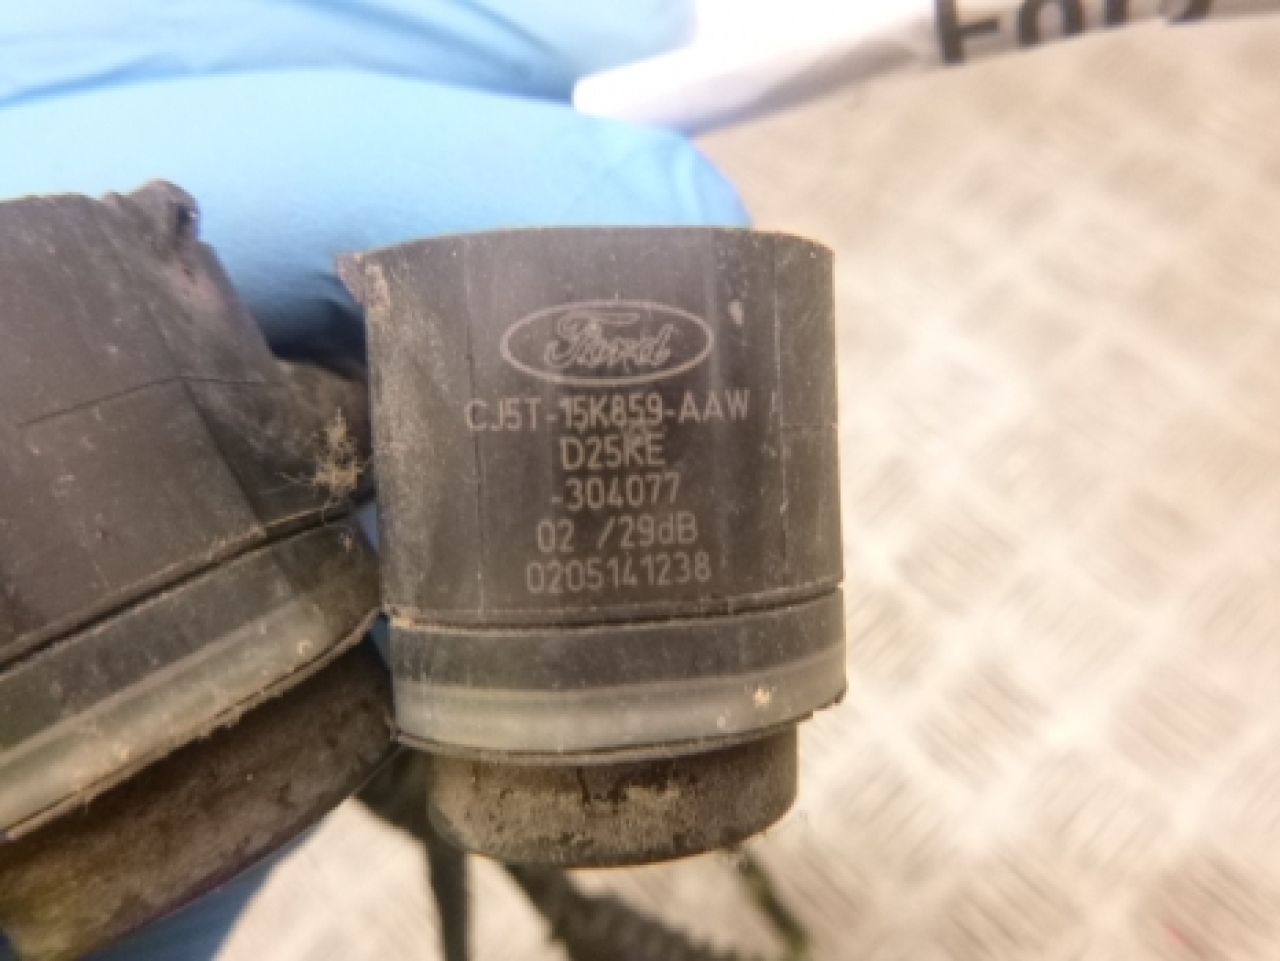 Ford
CJ5T-15K859-AAW
D25KE
-304077
02 /29dB
0205141238